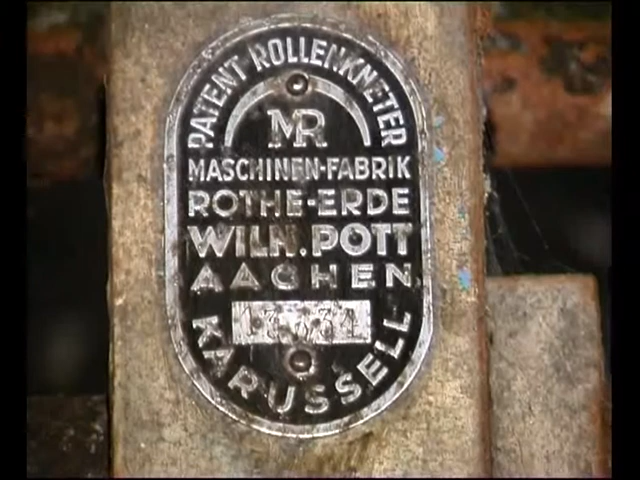 PATENT ROLLENKNETER
MR
MASCHINEN-FABRIK
ROTHE-ERDE
WILH. POTT
AACHEN
KARUSSELL